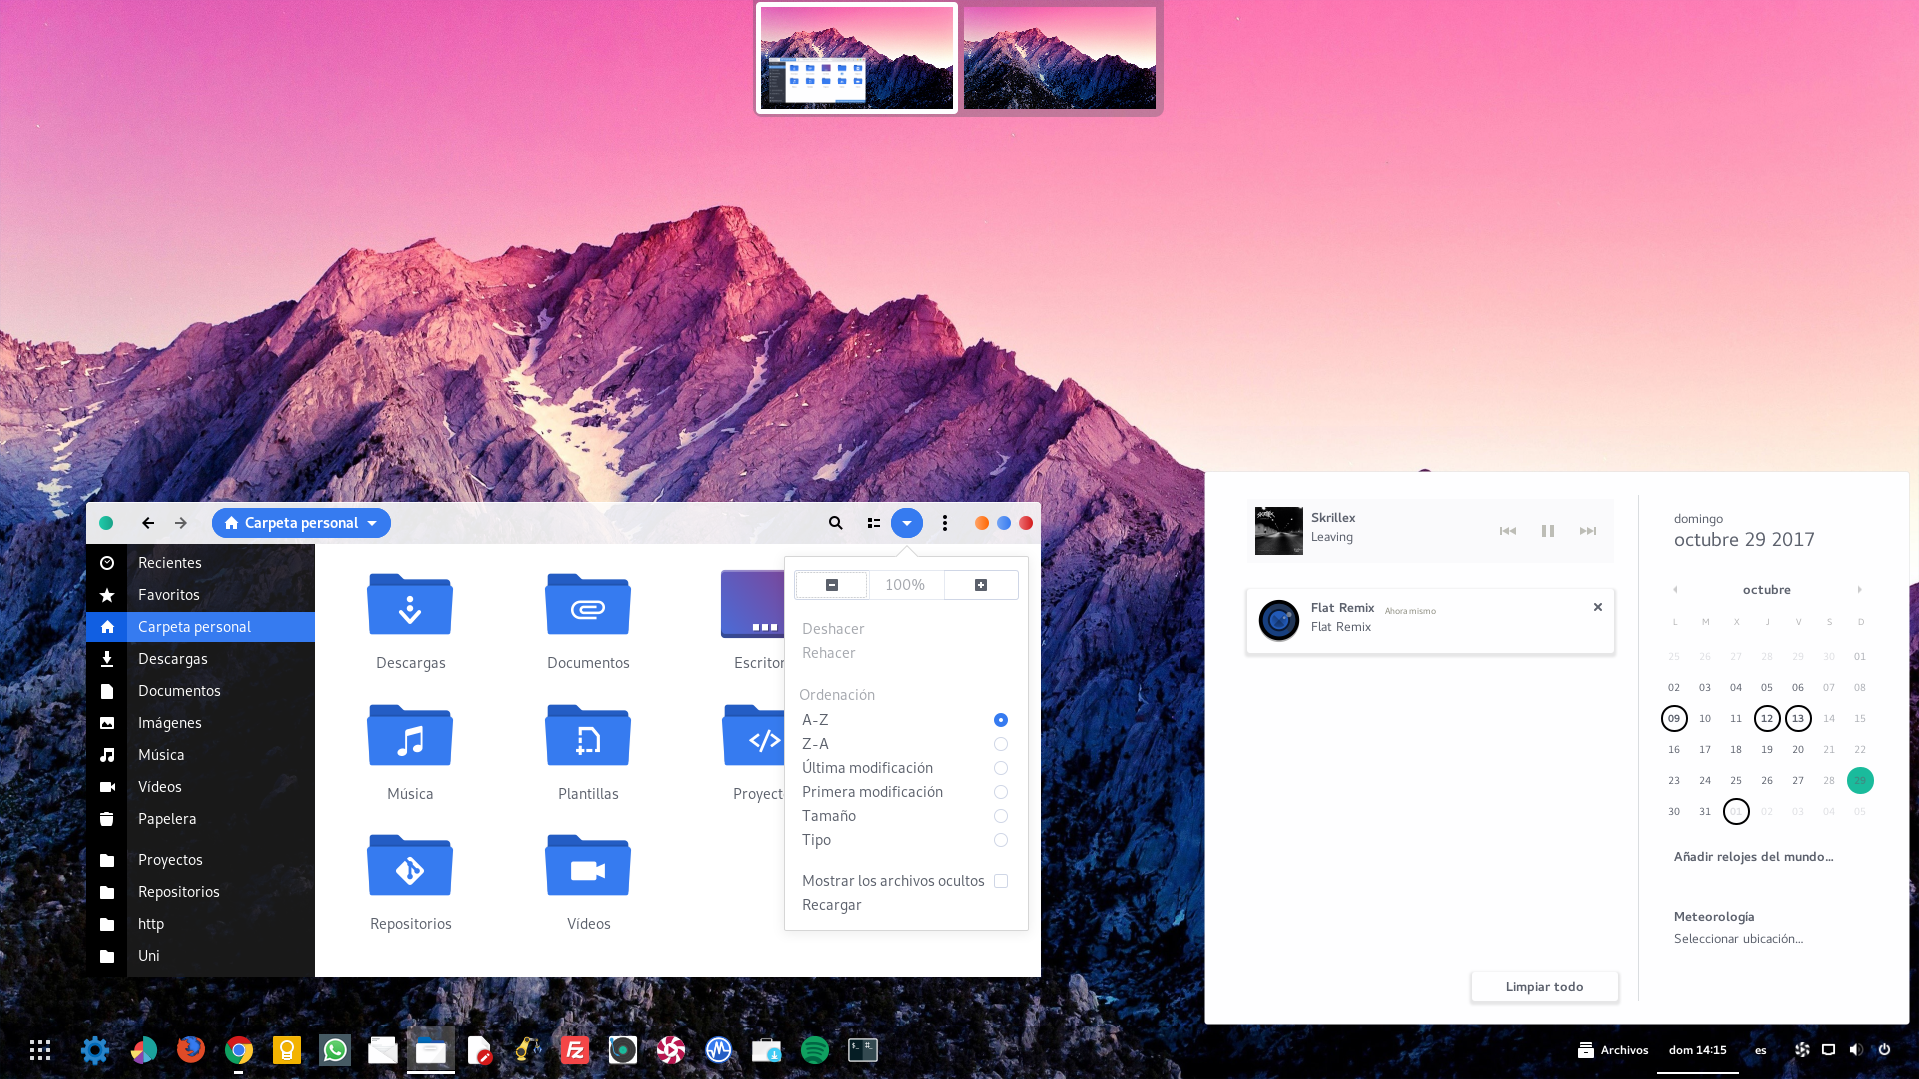 Carpeta personal
Recientes
Favoritos
Carpeta personal
Descargas
Documentos
Imágenes
Música
Vídeos
Papelera
Proyectos
Repositorios
http
Uni
Descargas
Documentos
Escritor
Música
Plantillas
Proyect
Repositorios
Vídeos
100%
Deshacer
Rehacer
Ordenación
A-Z
Z-A
Última modificación
Primera modificación
Tamaño
Tipo
Mostrar los archivos ocultos
Recargar
Skrillex
Leaving
Flat Remix Ahora mismo
Flat Remix
Limpiar todo
domingo
octubre 29 2017
octubre
L M X J V S D
25 26 27 28 29 30 01
02 03 04 05 06 07 08
09 10 11 12 13 14 15
16 17 18 19 20 21 22
23 24 25 26 27 28 29
30 31 01 02 03 04 05
Añadir relojes del mundo...
Meteorología
Seleccionar ubicación...
Fz
Archivos
dom 14:15
es